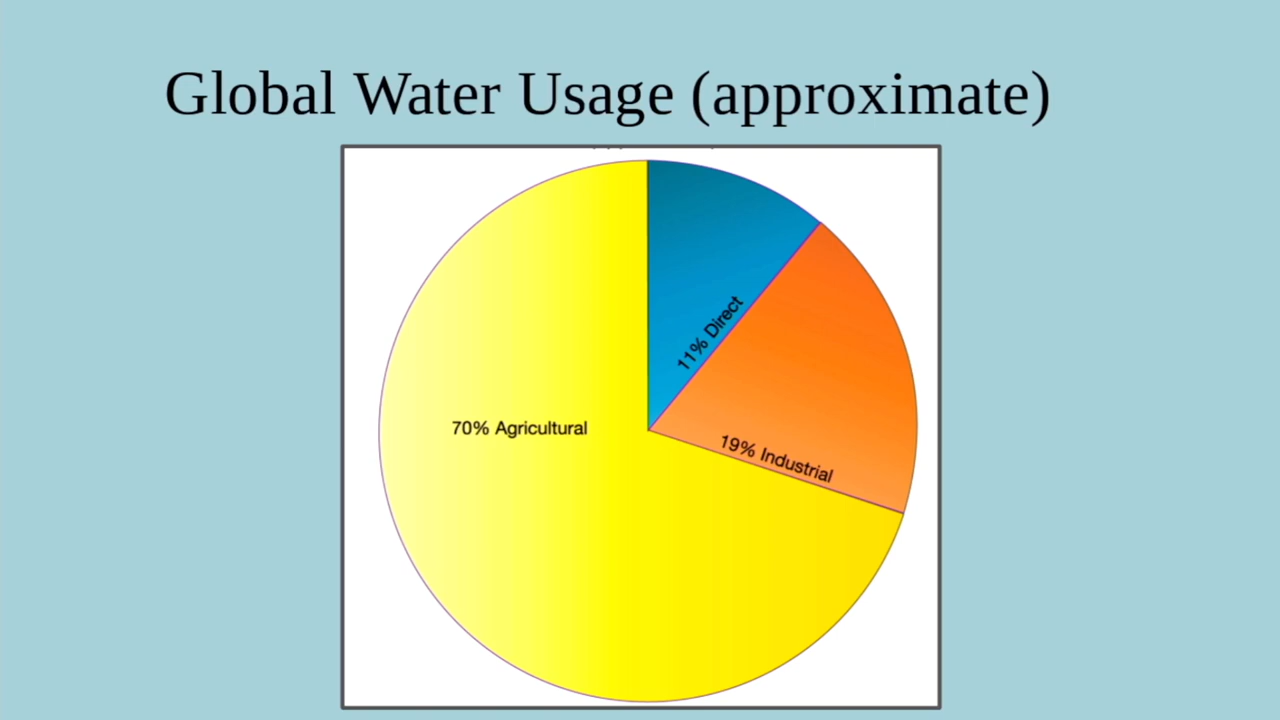 Global Water Usage (approximate)
11% Direct
70% Agricultural
19% Industrial